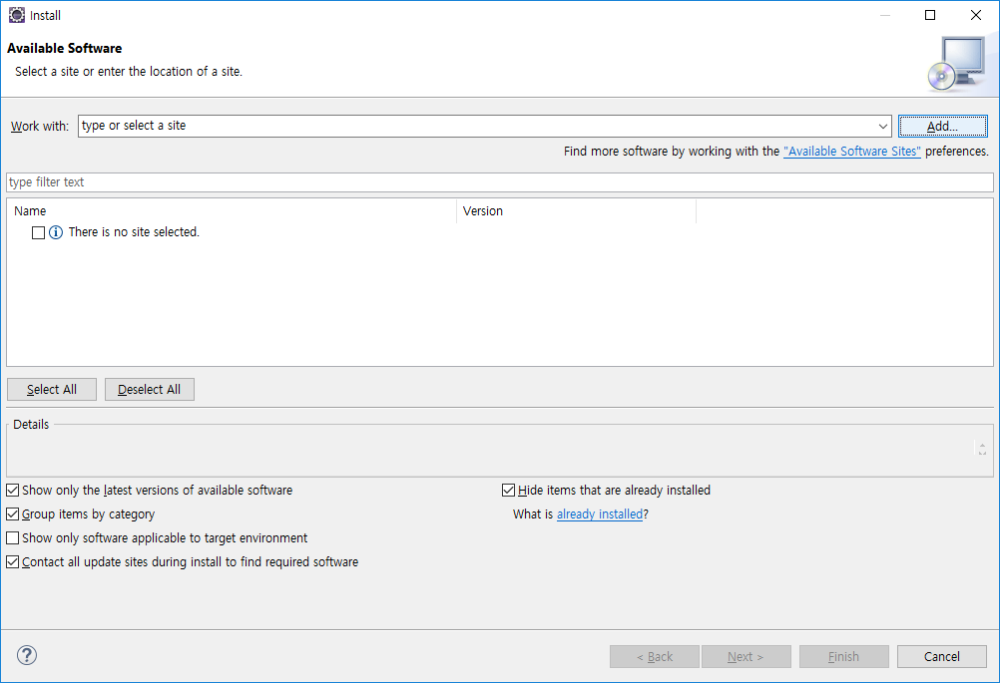 Install
Available Software
Select a site or enter the location of a site.
Work with: type or select a site Add...
Find more software by working with the "Available Software Sites" preferences.
type filter text
Name Version
There is no site selected.
Select All Deselect All
Details
Show only the latest versions of available software Hide items that are already installed
Group items by category What is already installed?
Show only software applicable to target environment
Contact all update sites during install to find required software
? < Back Next > Finish Cancel